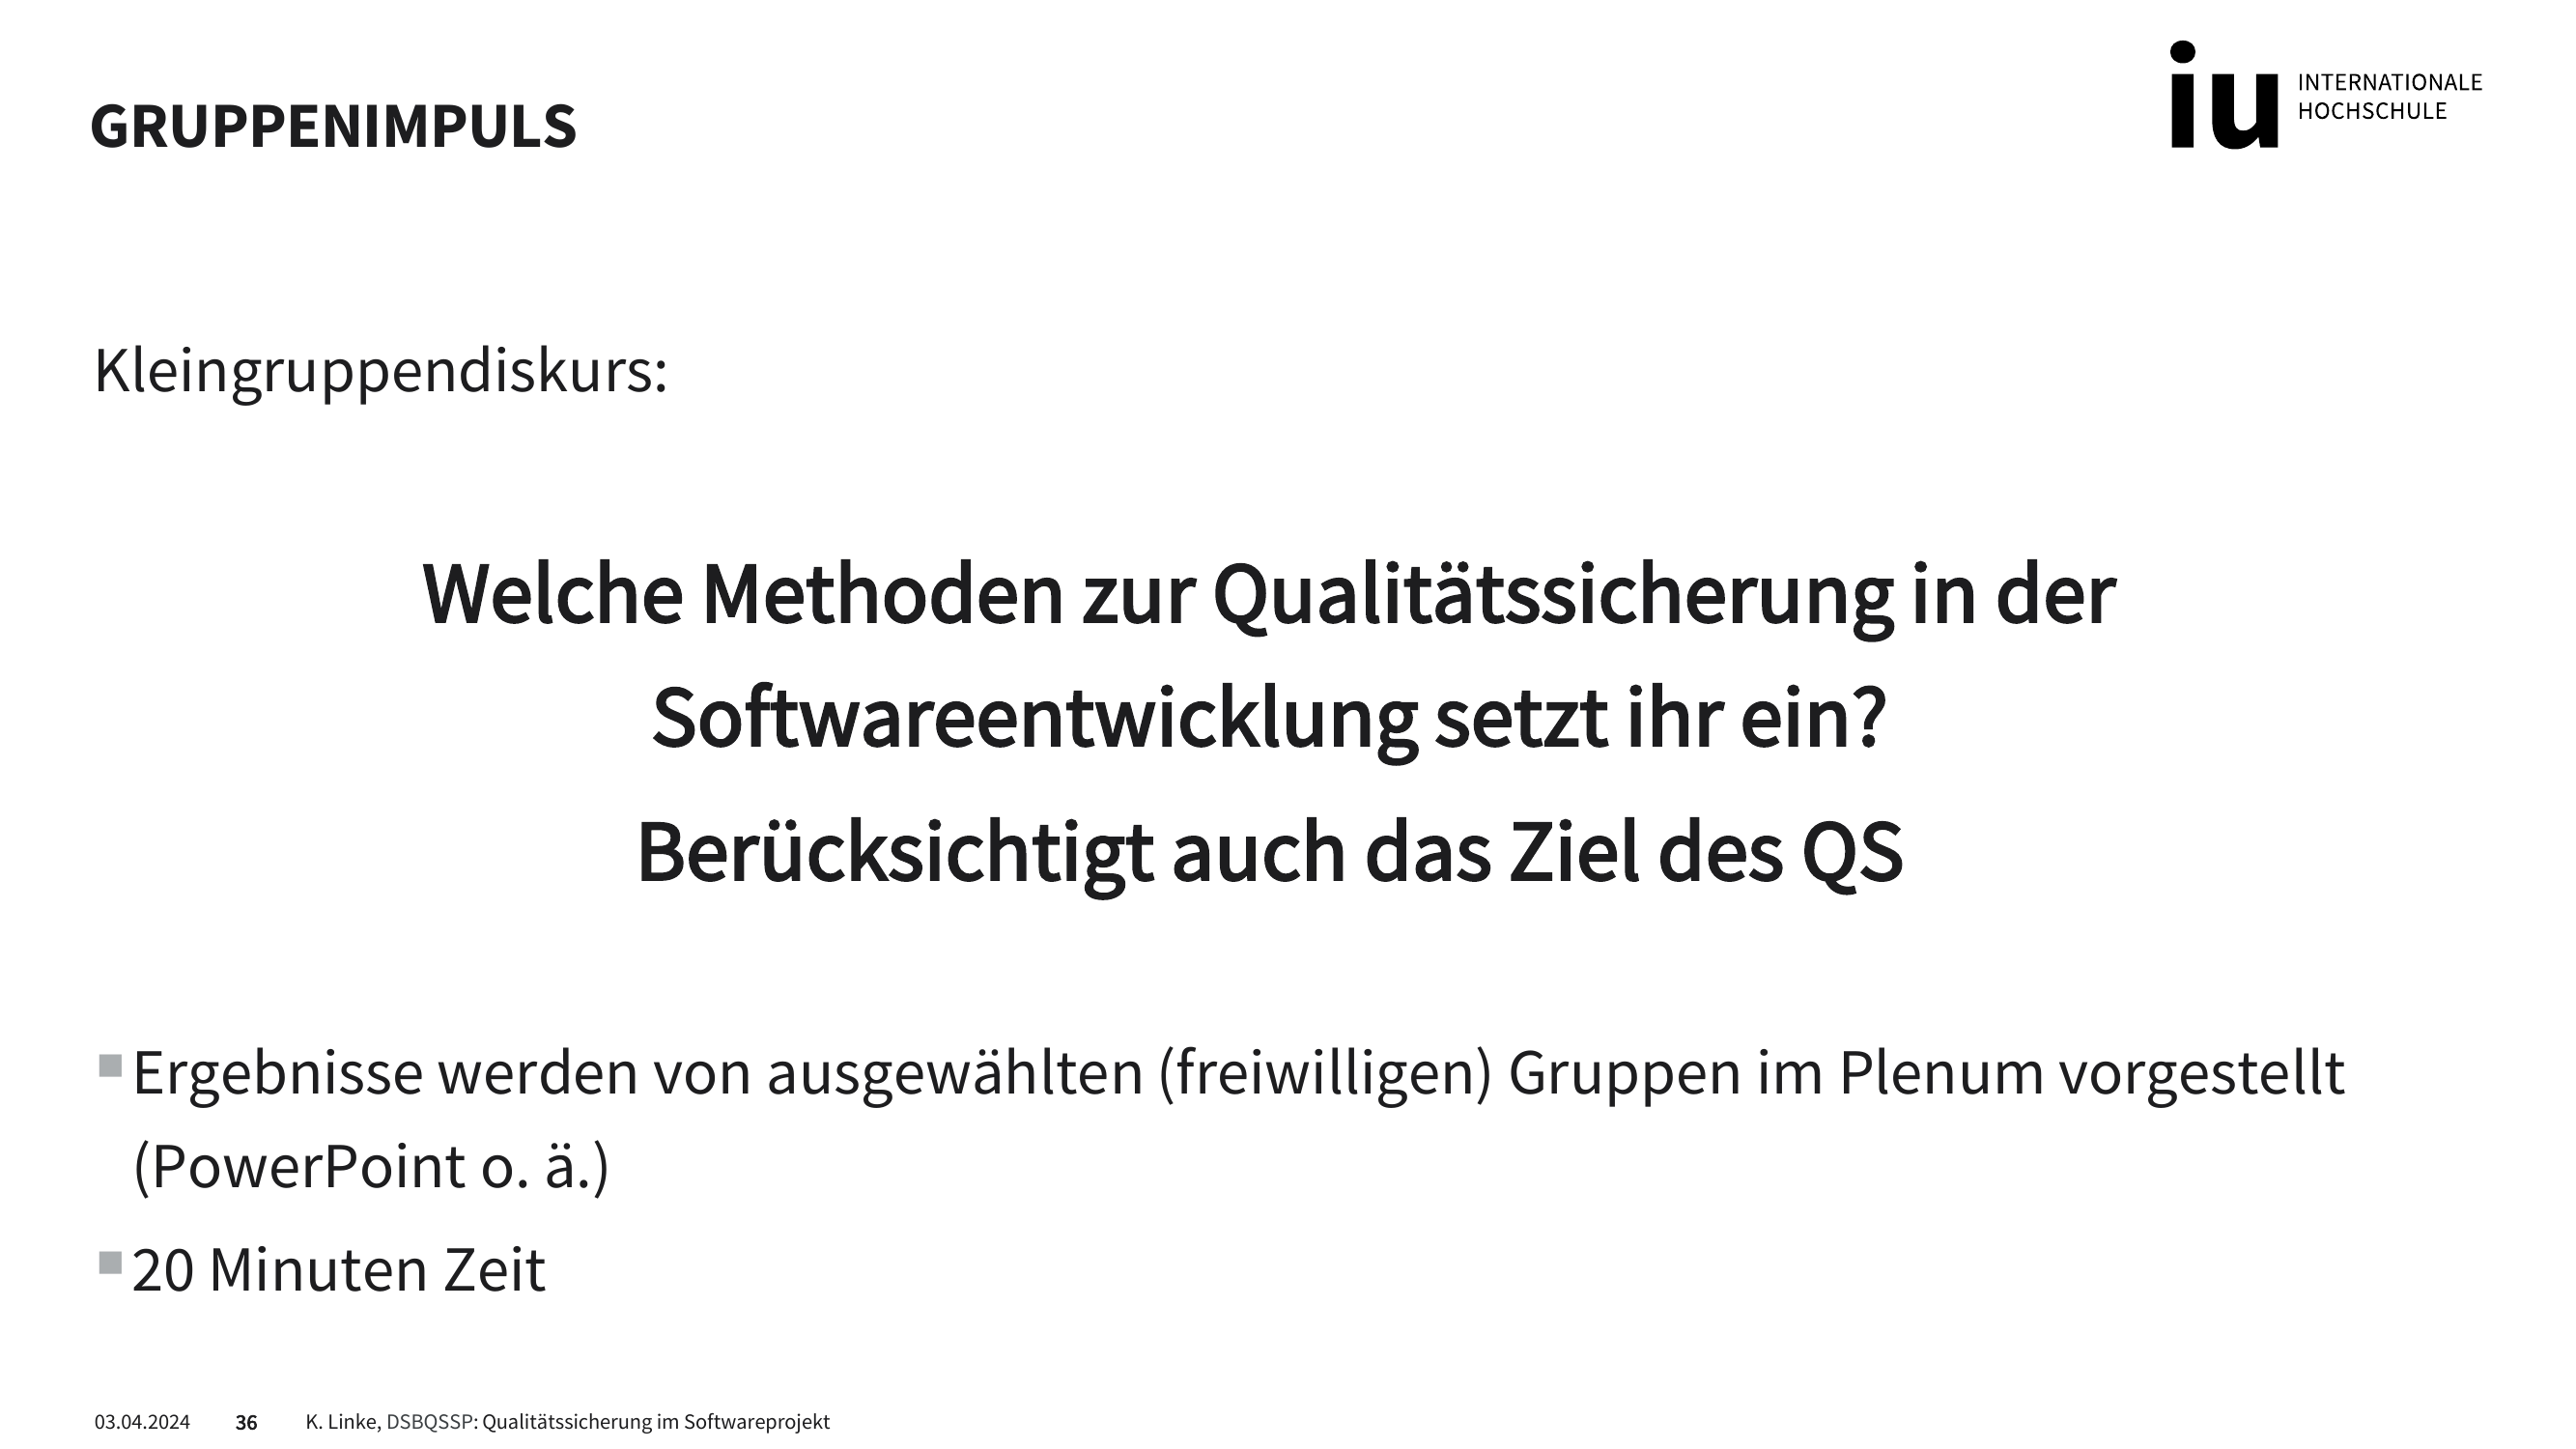 GRUPPENIMPULS
iu INTERNATIONALE
HOCHSCHULE
Kleingruppendiskurs:
Welche Methoden zur Qualitätssicherung in der
Softwareentwicklung setzt ihr ein?
Berücksichtigt auch das Ziel des QS
Ergebnisse werden von ausgewählten (freiwilligen) Gruppen im Plenum vorgestellt
(PowerPoint o. ä.)
20 Minuten Zeit
03.04.2024 36 K. Linke, DSBQSSP: Qualitätssicherung im Softwareprojekt